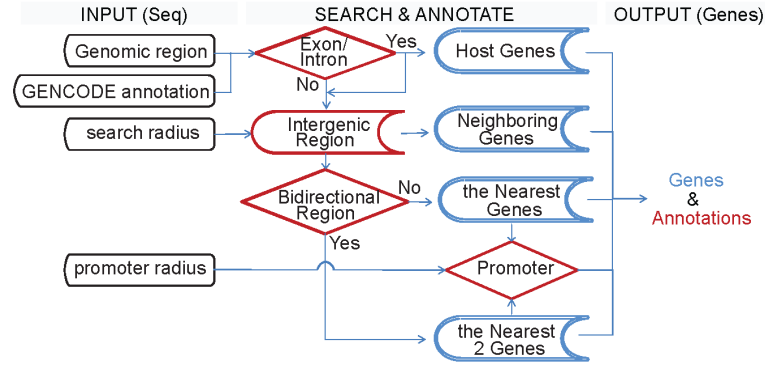 INPUT (Seq)
SEARCH & ANNOTATE
OUTPUT (Genes)
Genomic region
Exon/
Intron
Yes
Host Genes
No
GENCODE annotation
search radius
Intergenic
Region
Neighboring
Genes
Bidirectional
Region
No
the Nearest
Genes
Genes
&
Annotations
Yes
promoter radius
Promoter
the Nearest
2 Genes